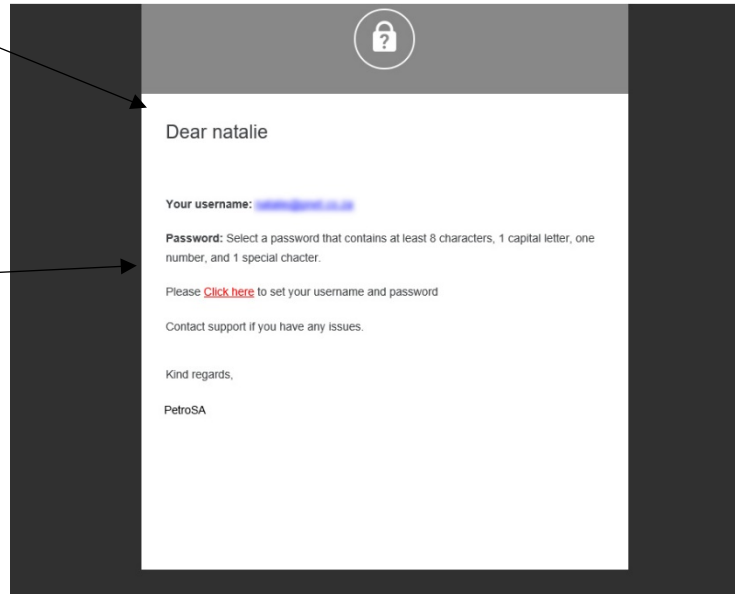 ?
Dear natalie
Your username:
Password: Select a password that contains at least 8 characters, 1 capital letter, one
number, and 1 special chacter.
Please Click here to set your username and password
Contact support if you have any issues.
Kind regards,
PetroSA